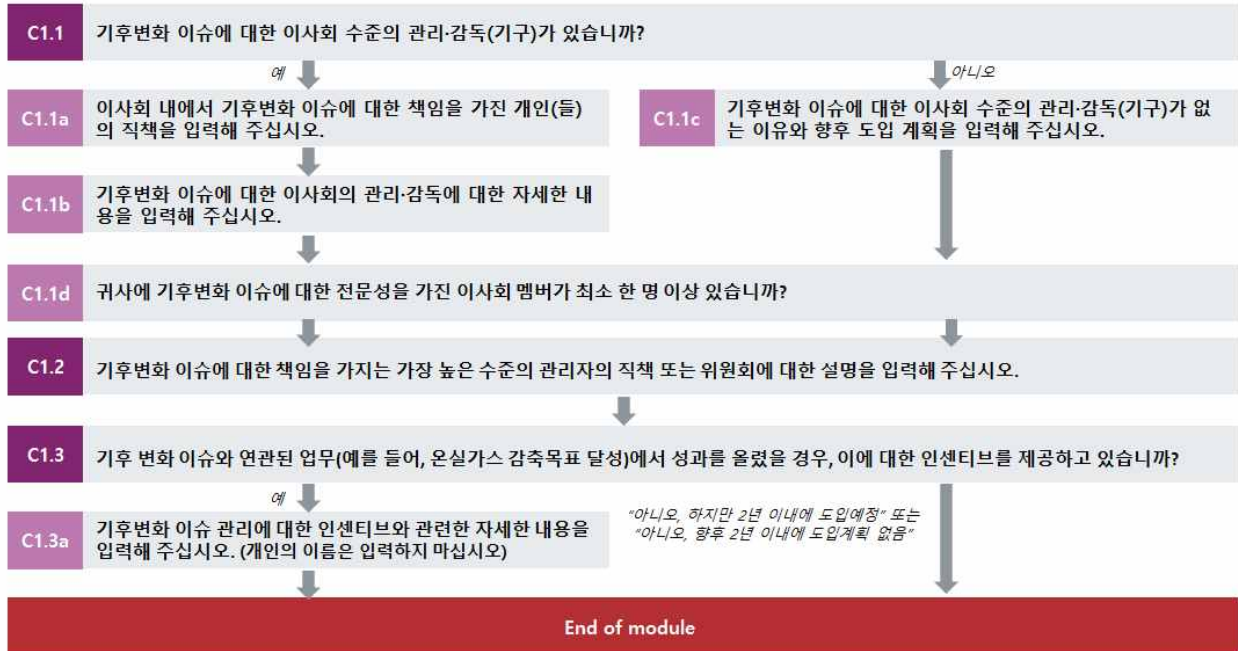 C1.1
기후변화 이슈에 대한 이사회 수준의 관리·감독(기구)가 있습니까?
예
아니오
C1.1a
이사회 내에서 기후변화 이슈에 대한 책임을 가진 개인(들)
의 직책을 입력해 주십시오.
C1.1c
기후변화 이슈에 대한 이사회 수준의 관리·감독(기구)가 없
는 이유와 향후 도입 계획을 입력해 주십시오.
C1.1b
기후변화 이슈에 대한 이사회의 관리·감독에 대한 자세한 내
용을 입력해 주십시오.
C1.1d
귀사에 기후변화 이슈에 대한 전문성을 가진 이사회 멤버가 최소 한 명 이상 있습니까?
C1.2
기후변화 이슈에 대한 책임을 가지는 가장 높은 수준의 관리자의 직책 또는 위원회에 대한 설명을 입력해 주십시오.
C1.3
기후 변화 이슈와 연관된 업무(예를 들어, 온실가스 감축목표 달성)에서 성과를 올렸을 경우, 이에 대한 인센티브를 제공하고 있습니까?
예
C1.3a
기후변화 이슈 관리에 대한 인센티브와 관련한 자세한 내용을
입력해 주십시오. (개인의 이름은 입력하지 마십시오)
"아니오, 하지만 2년 이내에 도입예정" 또는
"아니오, 향후 2년 이내에 도입계획 없음"
End of module